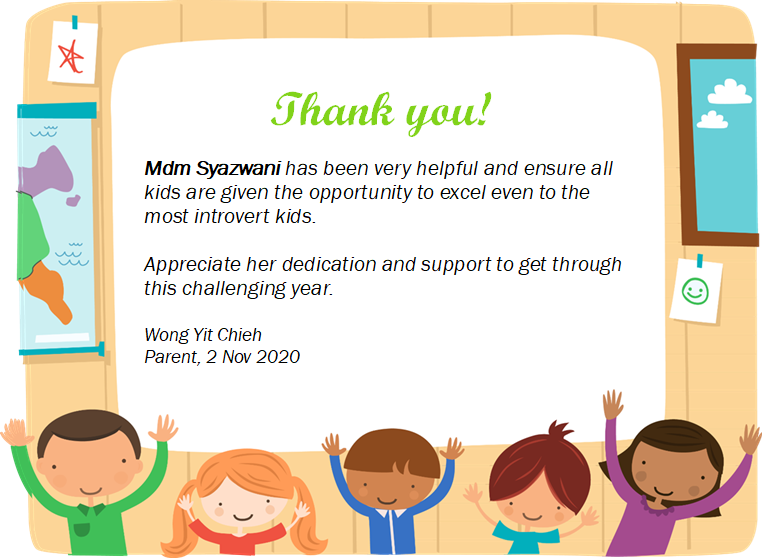 Thank you!
Mdm Syazwani has been very helpful and ensure all
kids are given the opportunity to excel even to the
most introvert kids.
Appreciate her dedication and support to get through
this challenging year.
Wong Yit Chieh
Parent, 2 Nov 2020